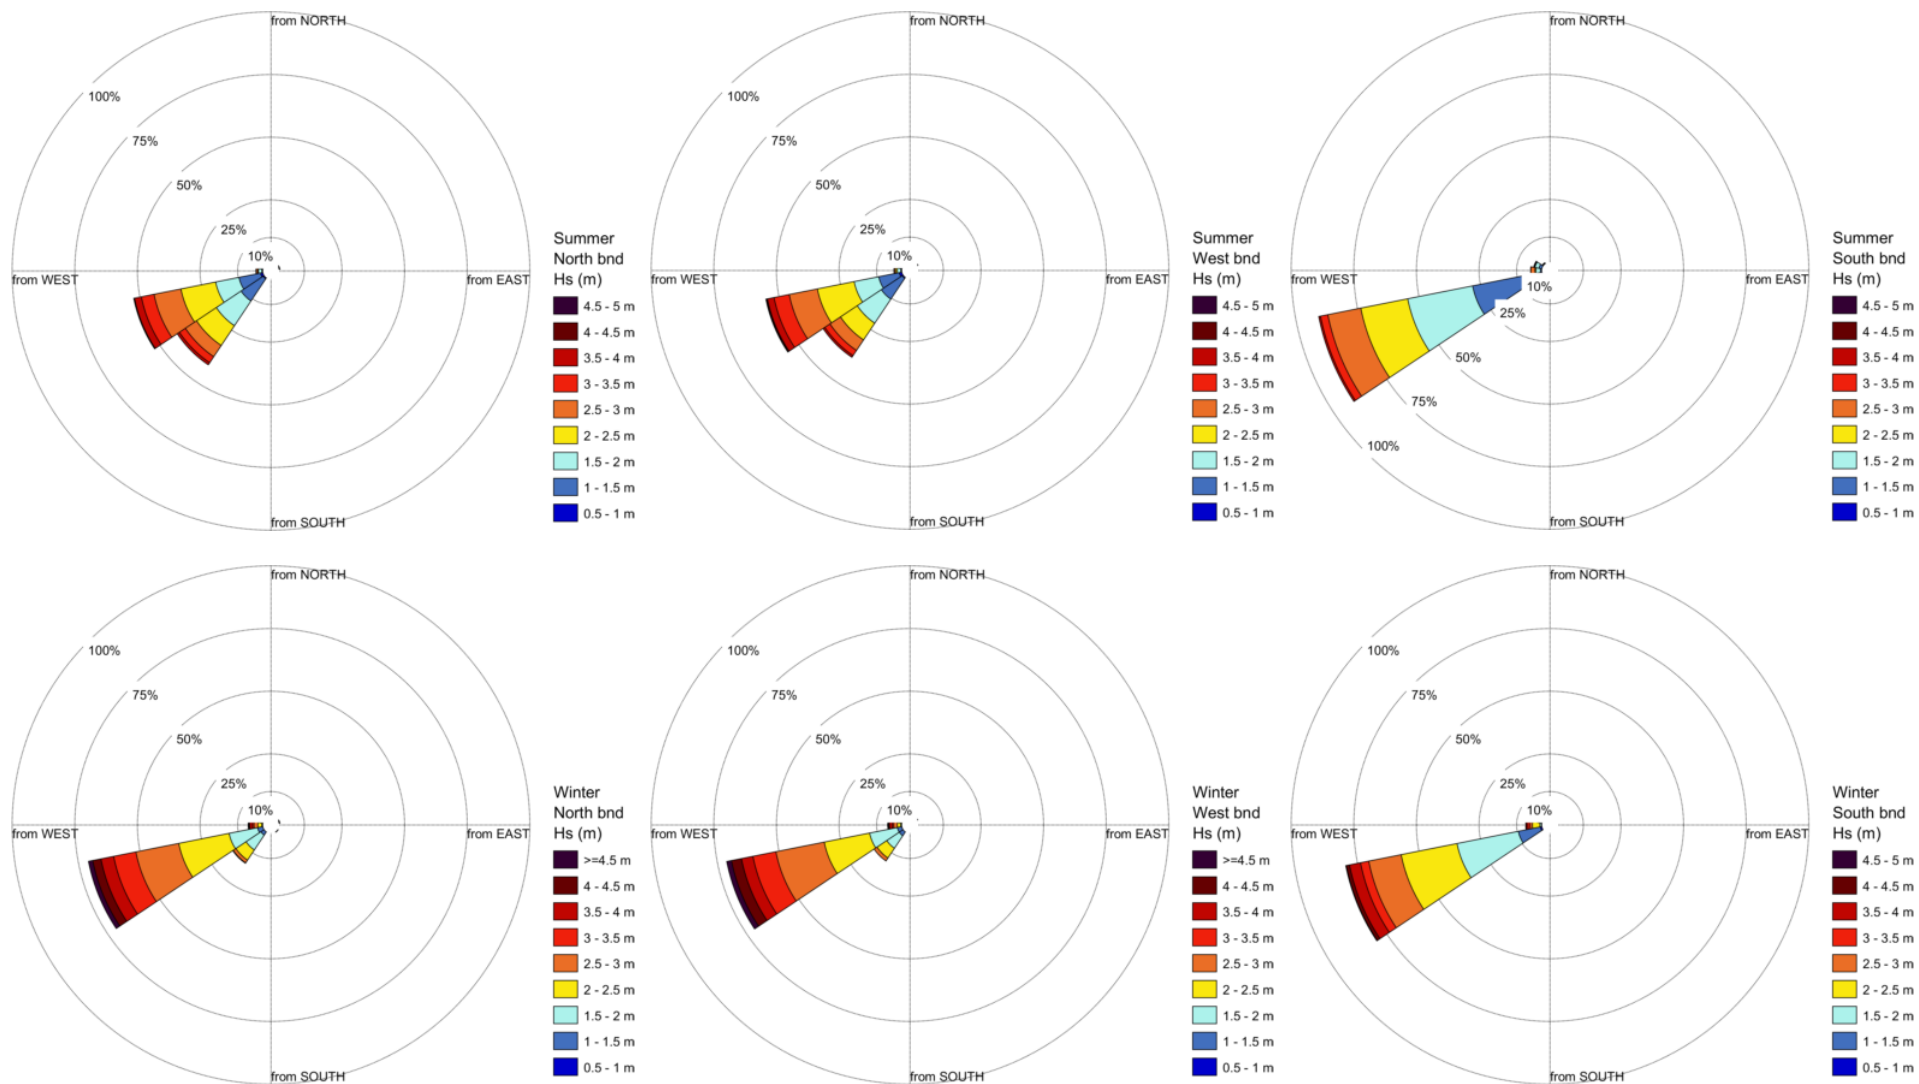 from NORTH
100%
75%
50%
25%
10%
from WEST
from EAST
from SOUTH
Summer
North bnd
Hs (m)
4.5 - 5 m
4 - 4.5 m
3.5 - 4 m
3 - 3.5 m
2.5 - 3 m
2 - 2.5 m
1.5 - 2 m
1 - 1.5 m
0.5 - 1 m
from NORTH
100%
75%
50%
25%
10%
from WEST
from EAST
from SOUTH
Summer
West bnd
Hs (m)
4.5 - 5 m
4 - 4.5 m
3.5 - 4 m
3 - 3.5 m
2.5 - 3 m
2 - 2.5 m
1.5 - 2 m
1 - 1.5 m
0.5 - 1 m
from NORTH
from WEST
from EAST
10%
25%
50%
75%
100%
from SOUTH
Summer
South bnd
Hs (m)
4.5 - 5 m
4 - 4.5 m
3.5 - 4 m
3 - 3.5 m
2.5 - 3 m
2 - 2.5 m
1.5 - 2 m
1 - 1.5 m
0.5 - 1 m
from NORTH
100%
75%
50%
25%
10%
from WEST
from EAST
from SOUTH
Winter
North bnd
Hs (m)
>=4.5 m
4 - 4.5 m
3.5 - 4 m
3 - 3.5 m
2.5 - 3 m
2 - 2.5 m
1.5 - 2 m
1 - 1.5 m
0.5 - 1 m
from NORTH
100%
75%
50%
25%
10%
from WEST
from EAST
from SOUTH
Winter
West bnd
Hs (m)
>=4.5 m
4 - 4.5 m
3.5 - 4 m
3 - 3.5 m
2.5 - 3 m
2 - 2.5 m
1.5 - 2 m
1 - 1.5 m
0.5 - 1 m
from NORTH
100%
75%
50%
25%
10%
from WEST
from EAST
from SOUTH
Winter
South bnd
Hs (m)
4.5 - 5 m
4 - 4.5 m
3.5 - 4 m
3 - 3.5 m
2.5 - 3 m
2 - 2.5 m
1.5 - 2 m
1 - 1.5 m
0.5 - 1 m